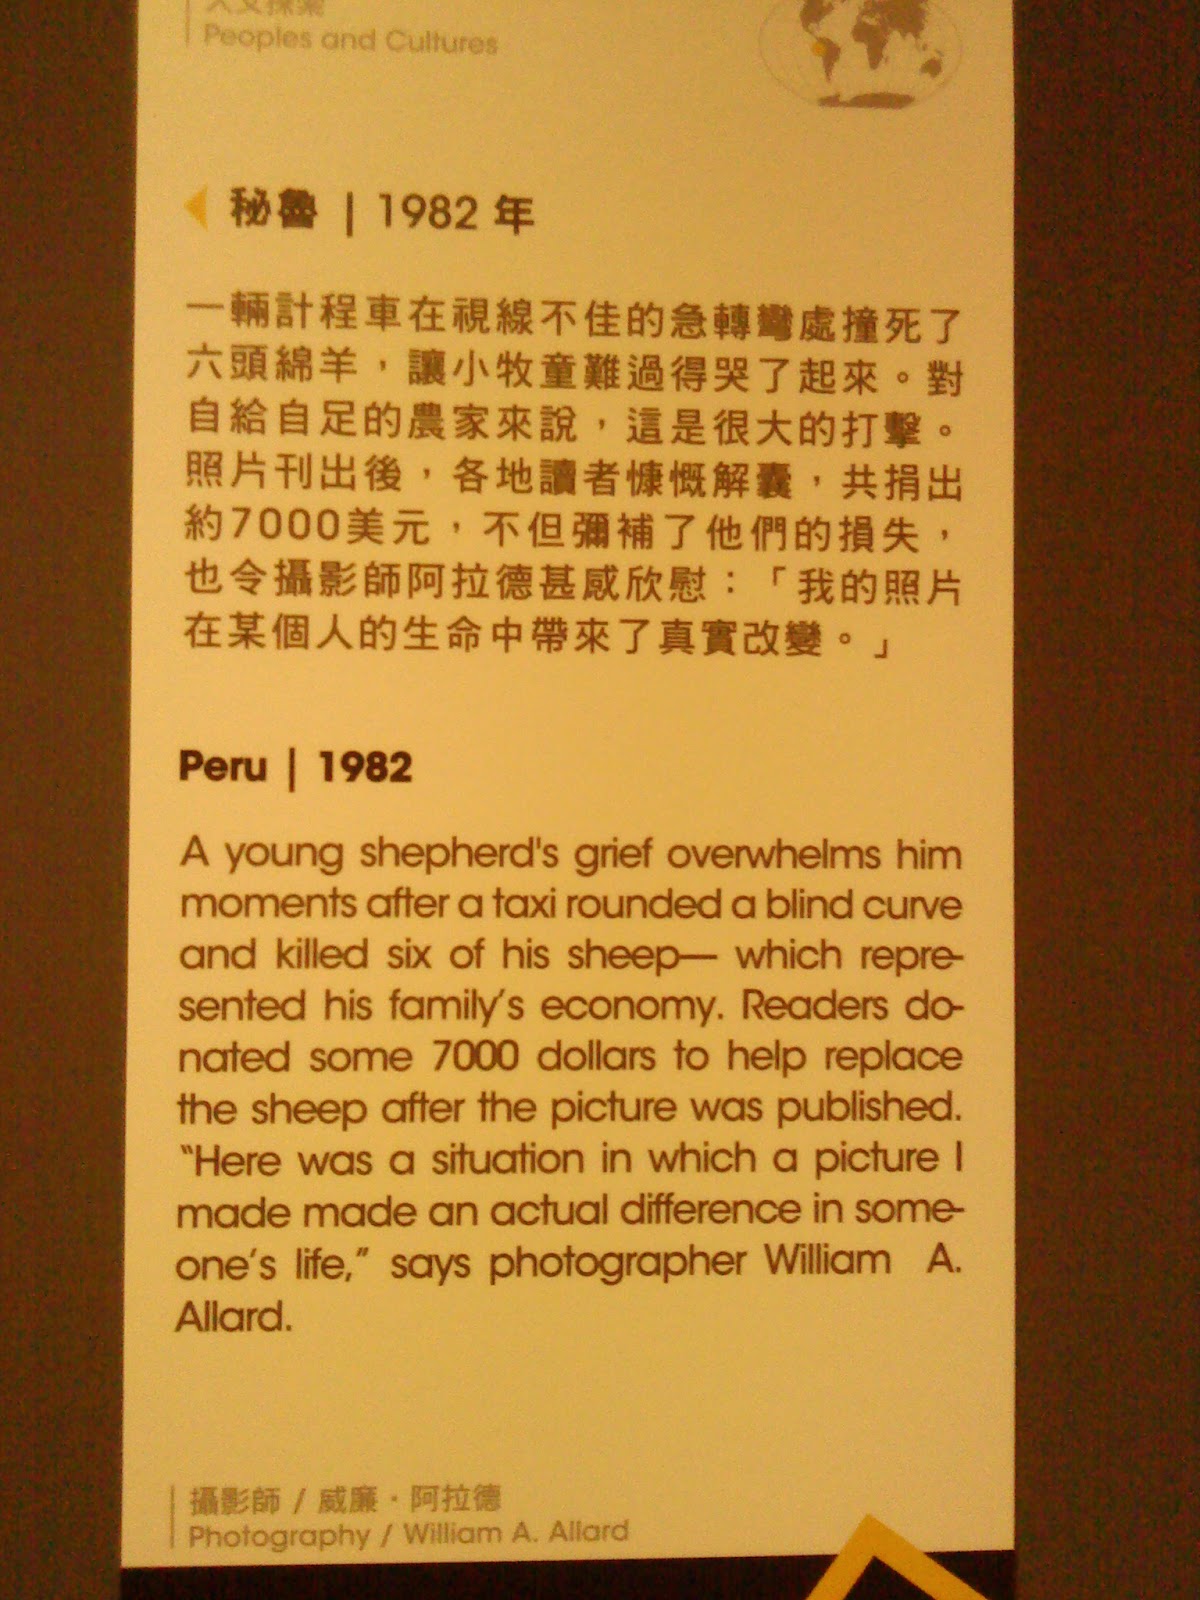 人文探索
Peoples and Cultures
秘魯 | 1982 年
一輛計程車在視線不佳的急轉彎處撞死了
六頭綿羊，讓小牧童難過得哭了起來。對
自給自足的農家來說，這是很大的打擊。
照片刊出後，各地讀者慷慨解囊，共捐出
約7000美元，不但彌補了他們的損失，
也令攝影師阿拉德甚感欣慰：「我的照片
在某個人的生命中帶來了真實改變。」
Peru | 1982
A young shepherd's grief overwhelms him
moments after a taxi rounded a blind curve
and killed six of his sheep— which repre-
sented his family’s economy. Readers do-
nated some 7000 dollars to help replace
the sheep after the picture was published.
“Here was a situation in which a picture I
made made an actual difference in some-
one’s life,” says photographer William A.
Allard.
攝影師 / 威廉・阿拉德
Photography / William A. Allard